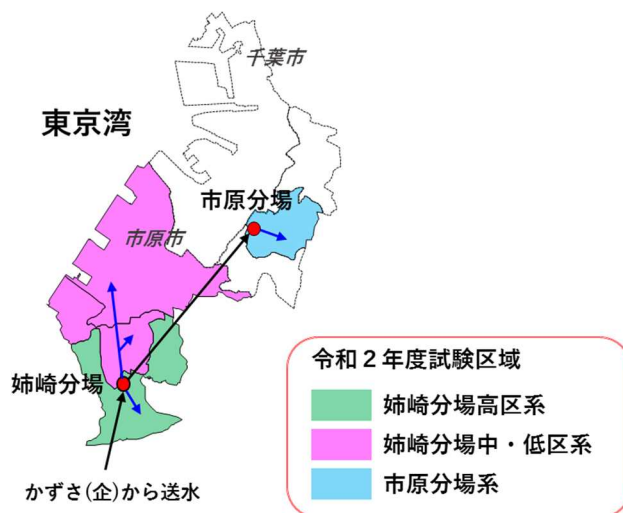 千葉市
東京湾
市原分場
市原市
姉崎分場
かずさ(企)から送水
令和２年度試験区域
姉崎分場高区系
姉崎分場中・低区系
市原分場系